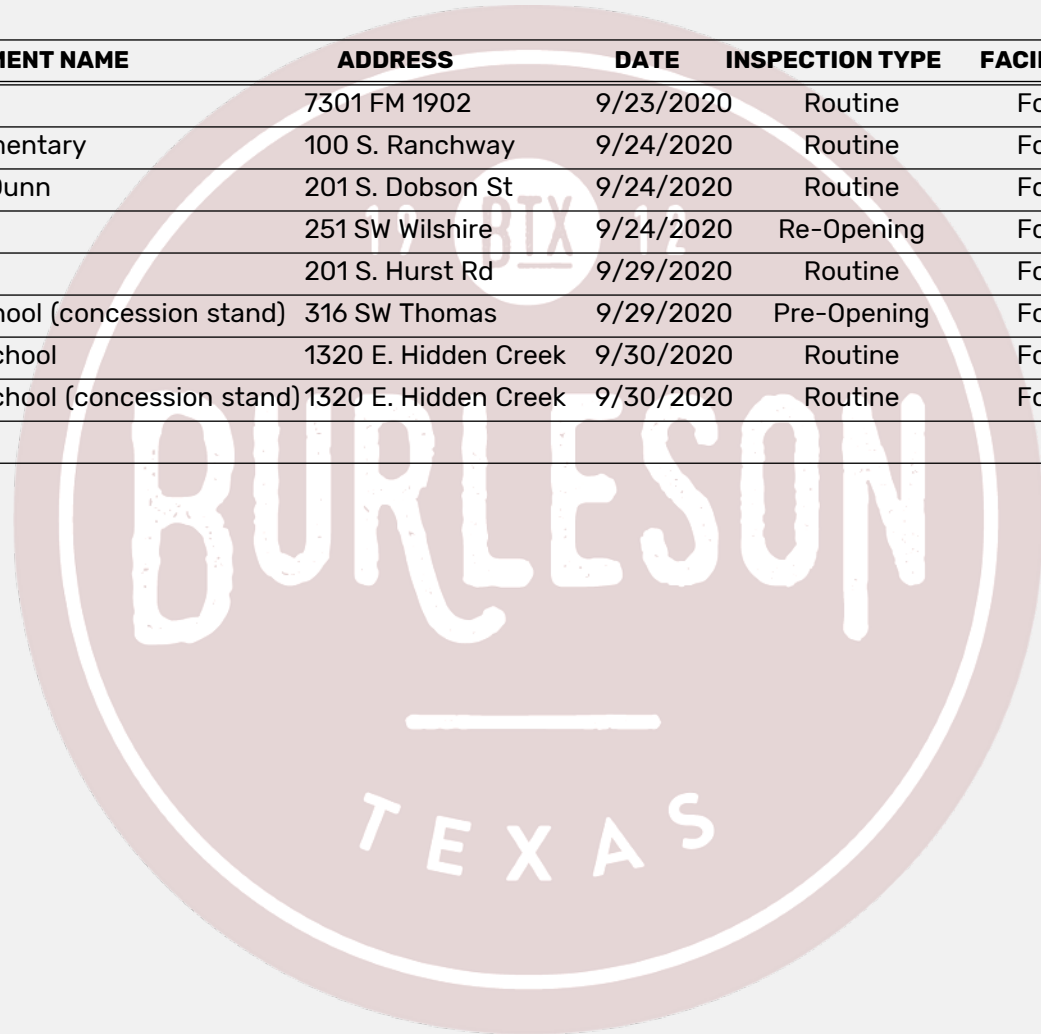 MENT NAME ADDRESS DATE INSPECTION TYPE FACI
7301 FM 1902 9/23/2020 Routine Fo
mentary 100 S. Ranchway 9/24/2020 Routine Fo
Dunn 201 S. Dobson St 9/24/2020 Routine Fo
251 SW Wilshire 9/24/2020 Re-Opening Fo
201 S. Hurst Rd 9/29/2020 Routine Fo
hool (concession stand) 316 SW Thomas 9/29/2020 Pre-Opening Fo
chool 1320 E. Hidden Creek 9/30/2020 Routine Fo
chool (concession stand) 1320 E. Hidden Creek 9/30/2020 Routine Fo
19 BTX 12
BURLESON
TEXAS